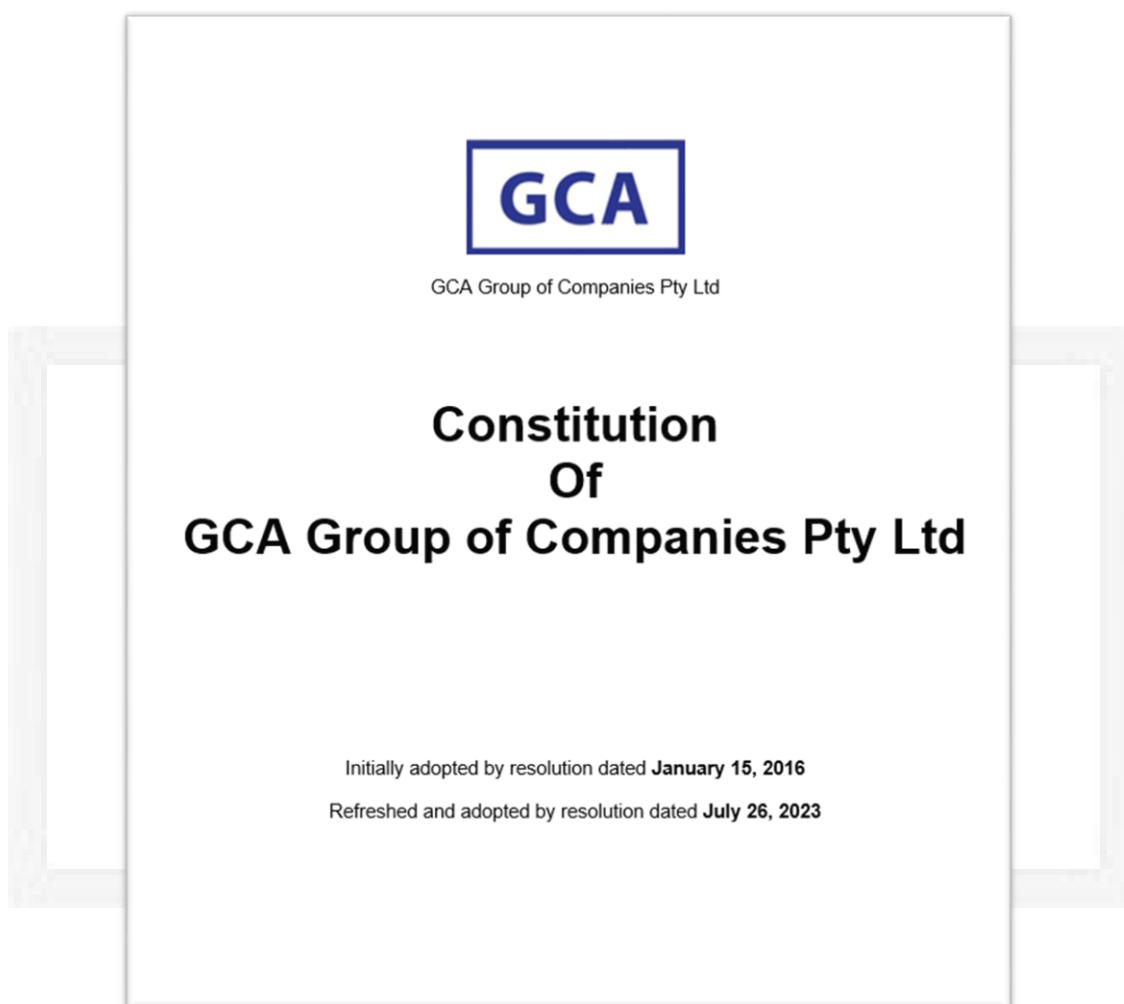 GCA
GCA Group of Companies Pty Ltd
Constitution
Of
GCA Group of Companies Pty Ltd
Initially adopted by resolution dated January 15, 2016
Refreshed and adopted by resolution dated July 26, 2023